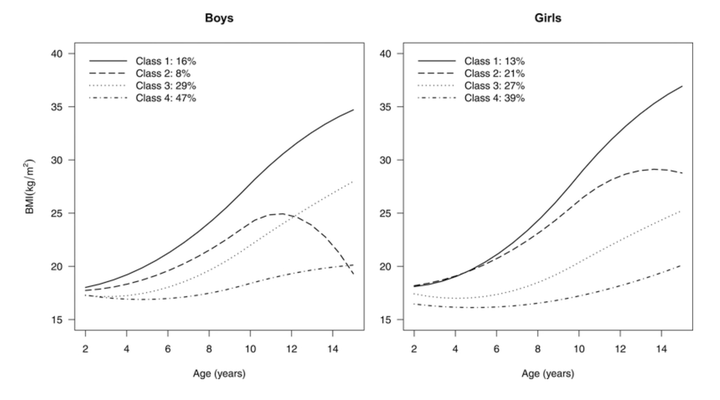 Boys
Girls
40
35
30
25
20
15
BMI(kg/m²)
Class 1: 16%
Class 2: 8%
Class 3: 29%
Class 4: 47%
2 4 6 8 10 12 14
Age (years)
40
35
30
25
20
15
Class 1: 13%
Class 2: 21%
Class 3: 27%
Class 4: 39%
2 4 6 8 10 12 14
Age (years)